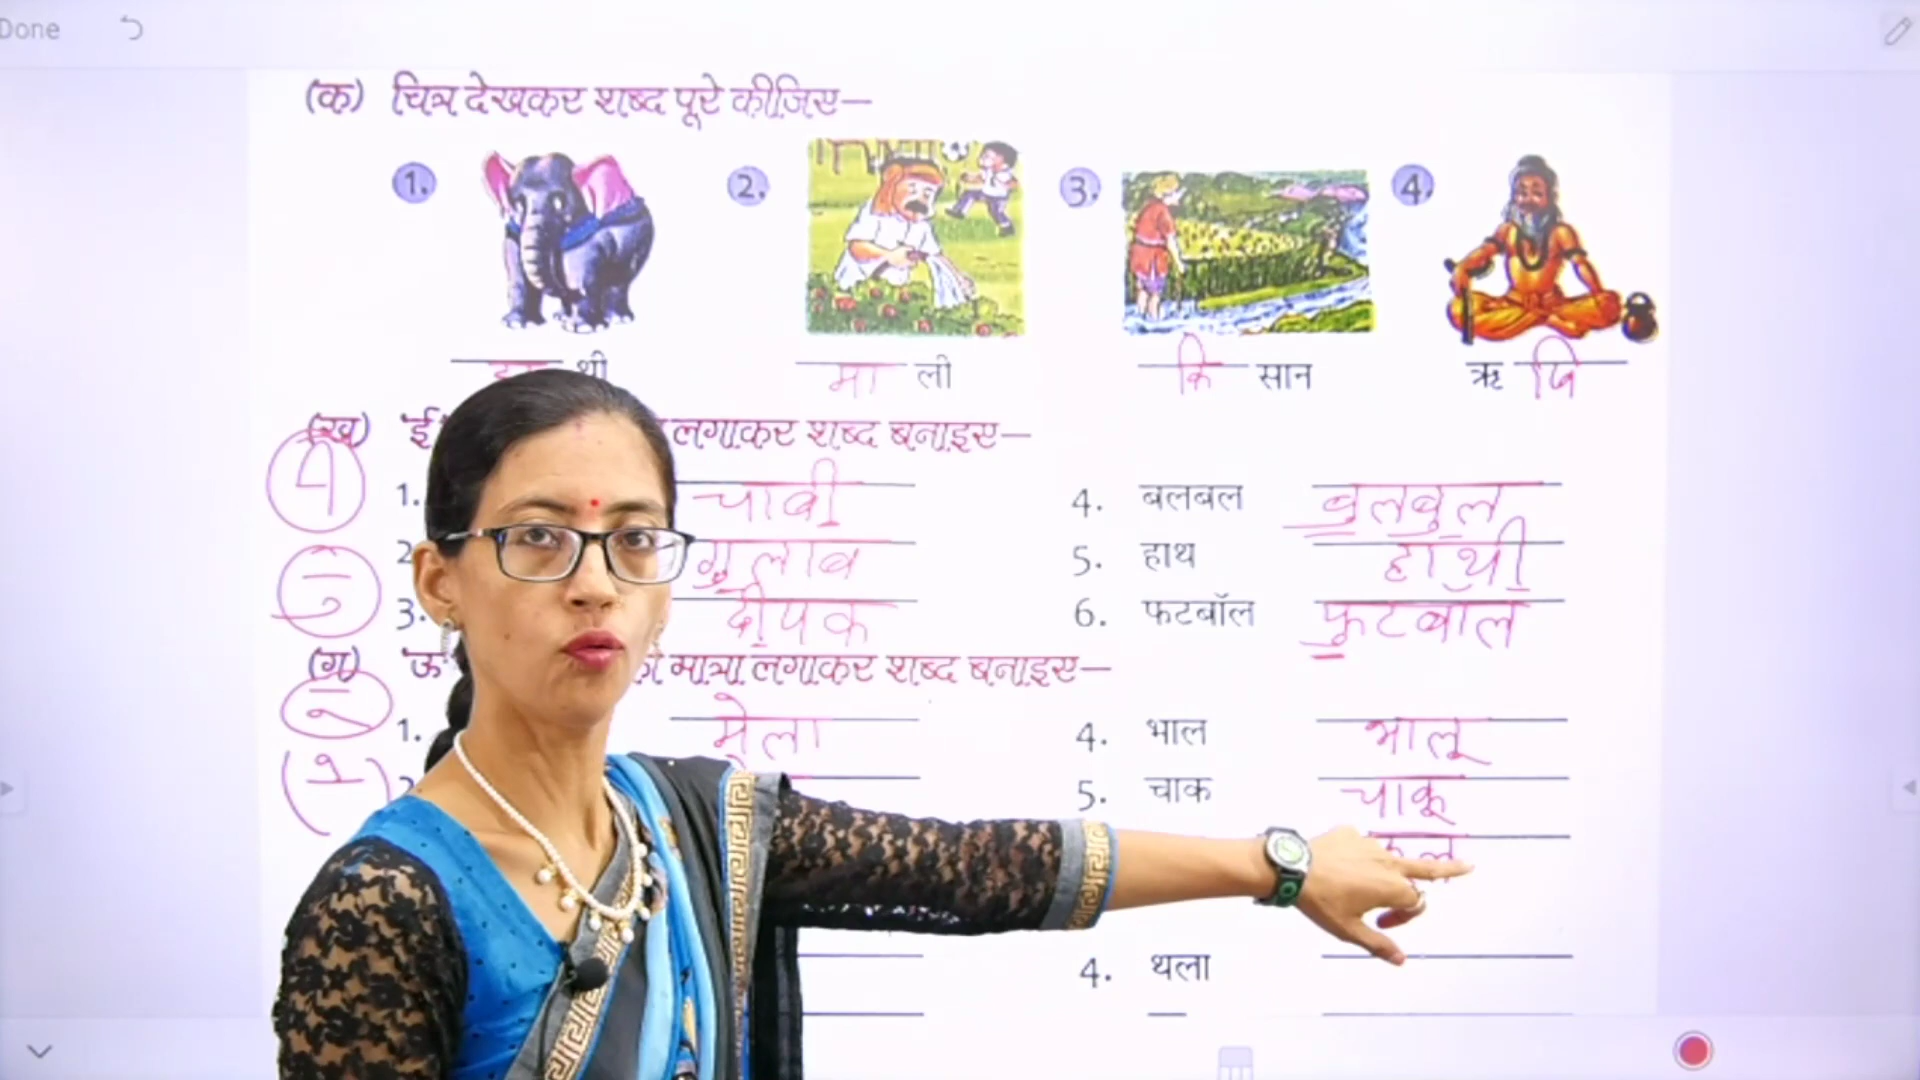 Done
(क) चित्र देखकर शब्द पूरे कीजिए—
1. 2. 3. 4.
थी मा ली कि सान ऋ षि
(ख) ई लगाकर शब्द बनाइए—
1. चाबी 4. बलबल बुलबुल
2 गुलाब 5. हाथ हाथी
3. दीपक 6. फटबॉल फुटबॉल
(ग) ऊ की मात्रा लगाकर शब्द बनाइए—
1. मेला 4. भाल भालू
5. चाक चाकू
4. थला